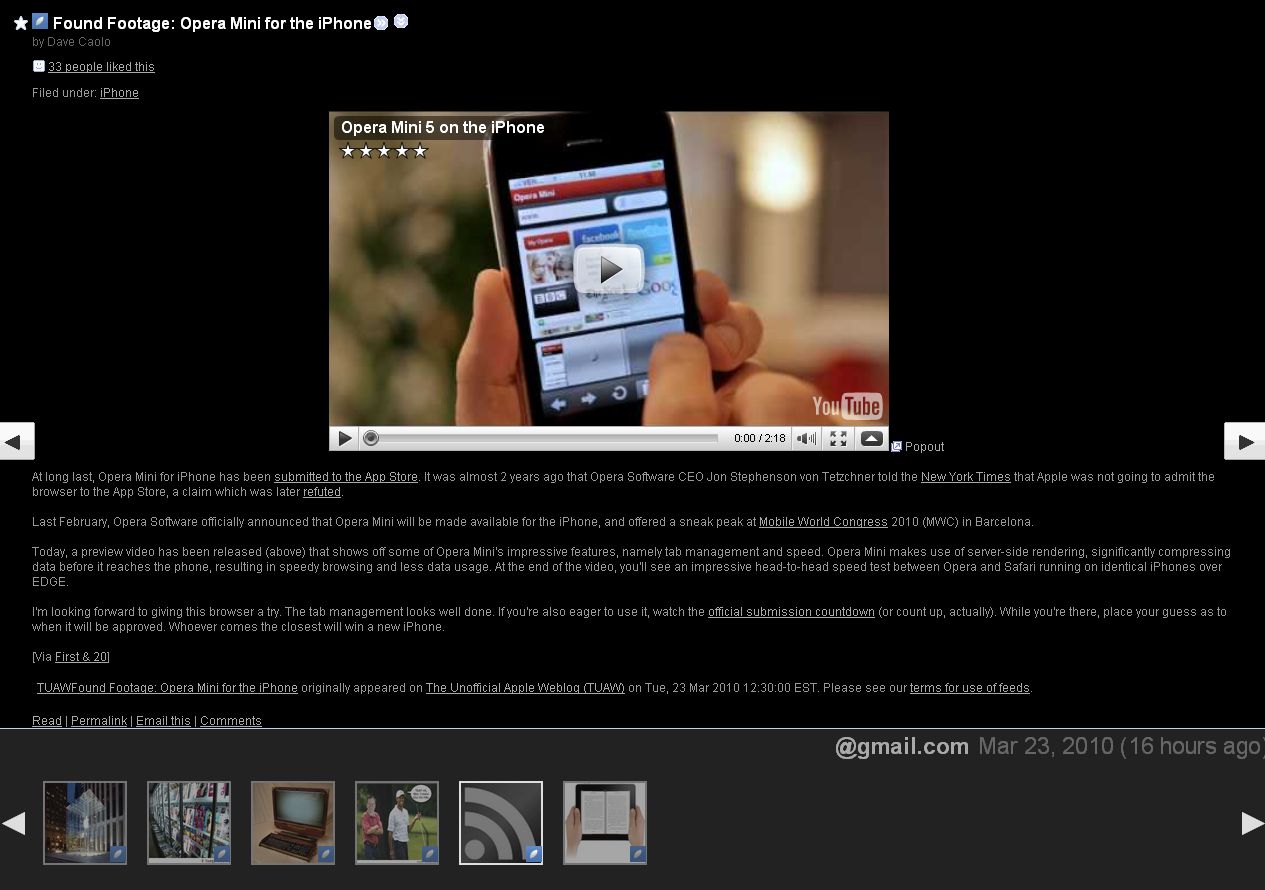 Found Footage: Opera Mini for the iPhone
by Dave Caolo
33 people liked this
Filed under: iPhone
Opera Mini 5 on the iPhone
Opera Mini
www.
My Opera
facebook
Google
You Tube
0:00 / 2:18
Popout
At long last, Opera Mini for iPhone has been submitted to the App Store. It was almost 2 years ago that Opera Software CEO Jon Stephenson von Tetzchner told the New York Times that Apple was not going to admit the
browser to the App Store, a claim which was later refuted.
Last February, Opera Software officially announced that Opera Mini will be made available for the iPhone, and offered a sneak peak at Mobile World Congress 2010 (MWC) in Barcelona.
Today, a preview video has been released (above) that shows off some of Opera Mini's impressive features, namely tab management and speed. Opera Mini makes use of server-side rendering, significantly compressing
data before it reaches the phone, resulting in speedy browsing and less data usage. At the end of the video, you'll see an impressive head-to-head speed test between Opera and Safari running on identical iPhones over
EDGE.
I'm looking forward to giving this browser a try. The tab management looks well done. If you're also eager to use it, watch the official submission countdown (or count up, actually). While you're there, place your guess as to
when it will be approved. Whoever comes the closest will win a new iPhone.
[Via First & 20]
TUAWFound Footage: Opera Mini for the iPhone originally appeared on The Unofficial Apple Weblog (TUAW) on Tue, 23 Mar 2010 12:30:00 EST. Please see our terms for use of feeds.
Read | Permalink | Email this | Comments
@gmail.com Mar 23, 2010 (16 hours ago)